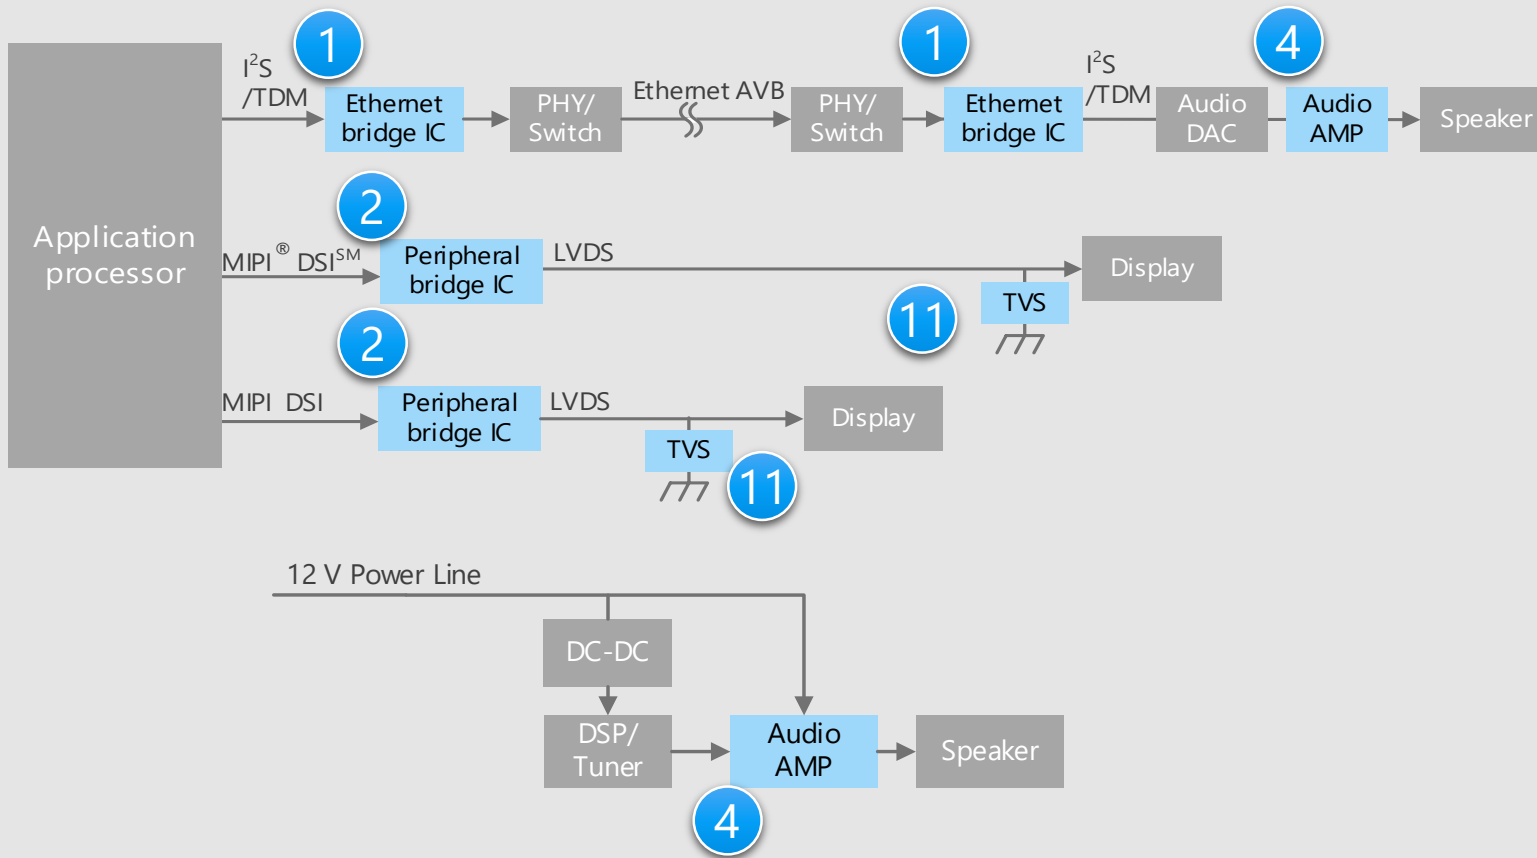 1
1
4
I²S
/TDM
Ethernet
bridge IC
PHY/
Switch
Ethernet AVB
PHY/
Switch
Ethernet
bridge IC
I²S
/TDM
Audio
DAC
Audio
AMP
Speaker
Application
processor
2
MIPI® DSI℠
Peripheral
bridge IC
LVDS
Display
11
TVS
2
MIPI DSI
Peripheral
bridge IC
LVDS
Display
TVS
11
12 V Power Line
DC-DC
DSP/
Tuner
Audio
AMP
Speaker
4